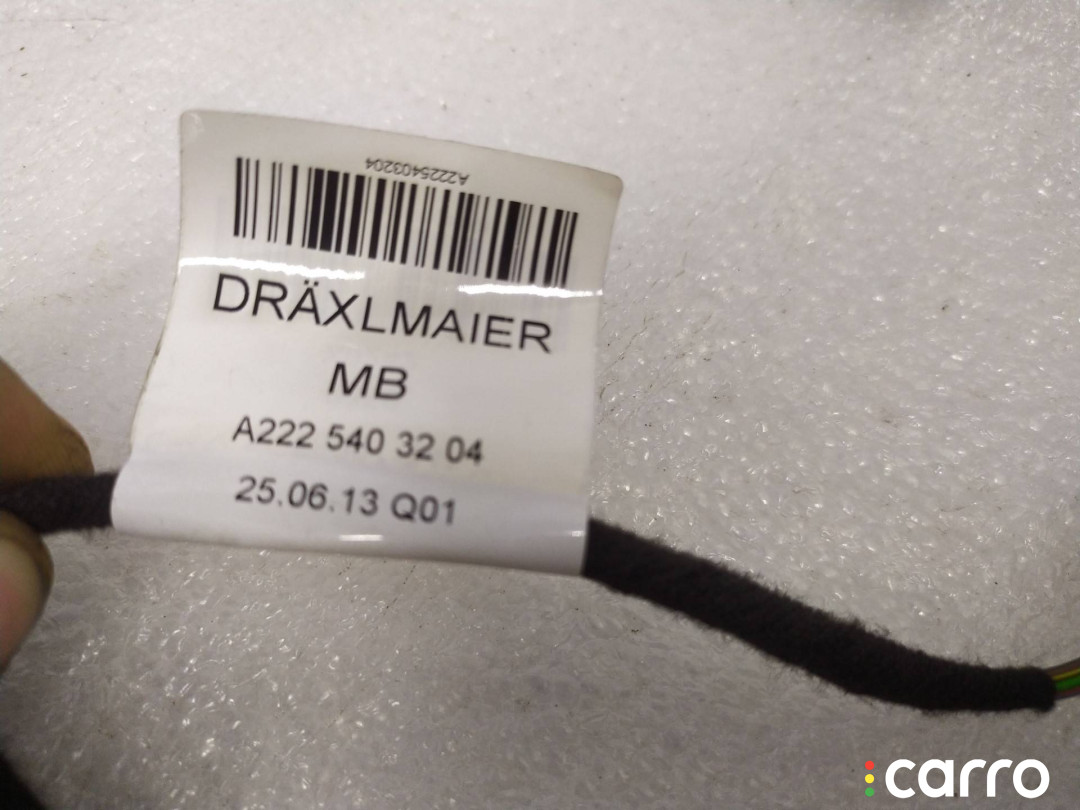 A2225403204
DRÄXLMAIER
MB
A222 540 32 04
25.06.13 Q01
carro